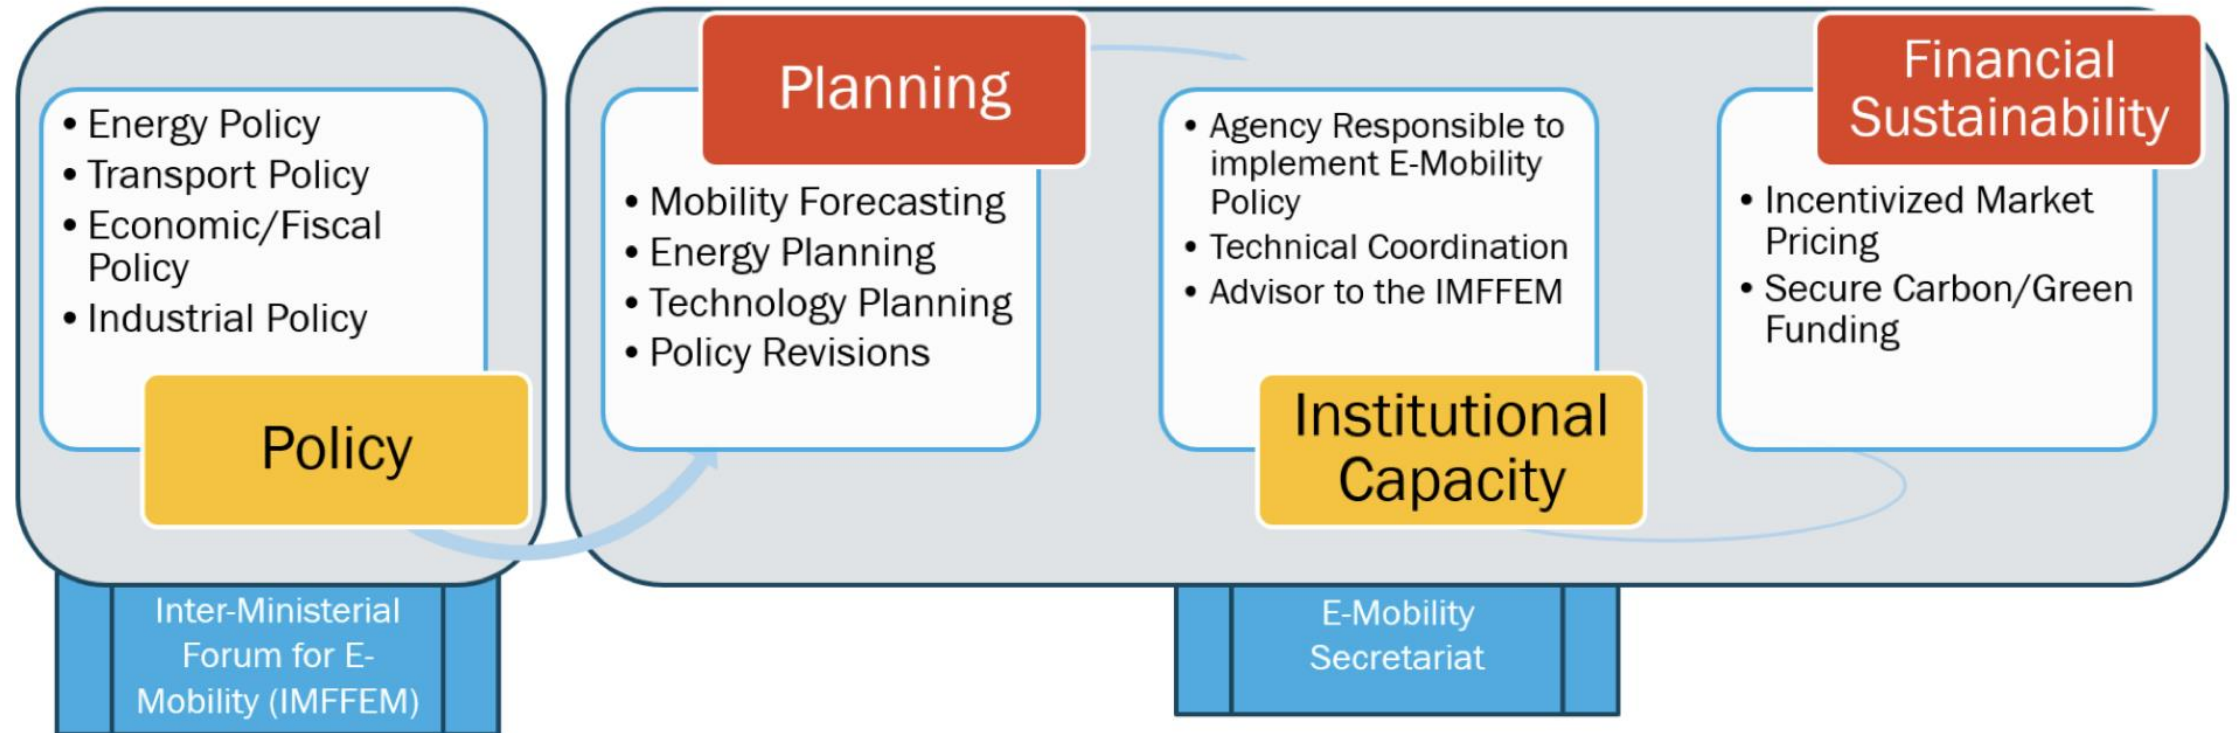 • Energy Policy
• Transport Policy
• Economic/Fiscal
Policy
• Industrial Policy
Policy
Inter-Ministerial
Forum for E-
Mobility (IMFFEM)
Planning
• Mobility Forecasting
• Energy Planning
• Technology Planning
• Policy Revisions
• Agency Responsible to
implement E-Mobility
Policy
• Technical Coordination
• Advisor to the IMFFEM
Institutional
Capacity
Financial
Sustainability
• Incentivized Market
Pricing
• Secure Carbon/Green
Funding
E-Mobility
Secretariat